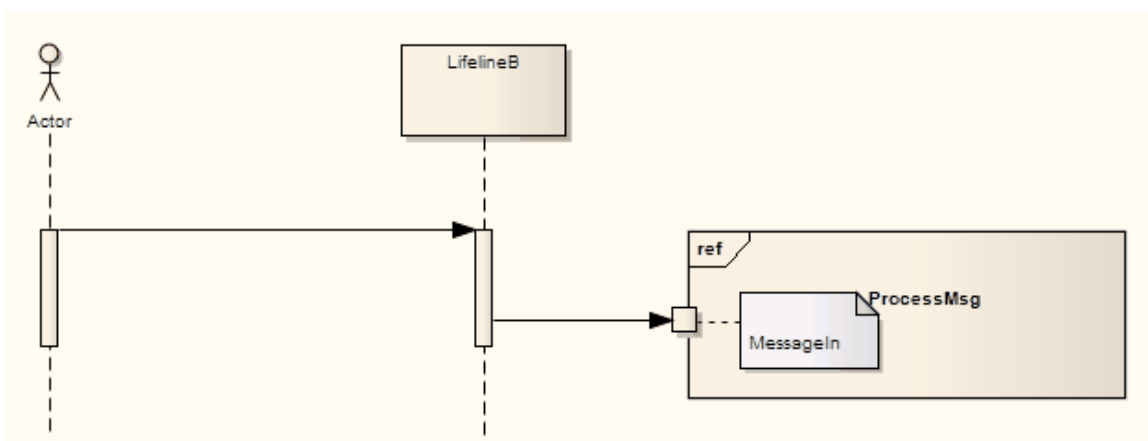 LifelineB
Actor
ref
ProcessMsg
MessageIn